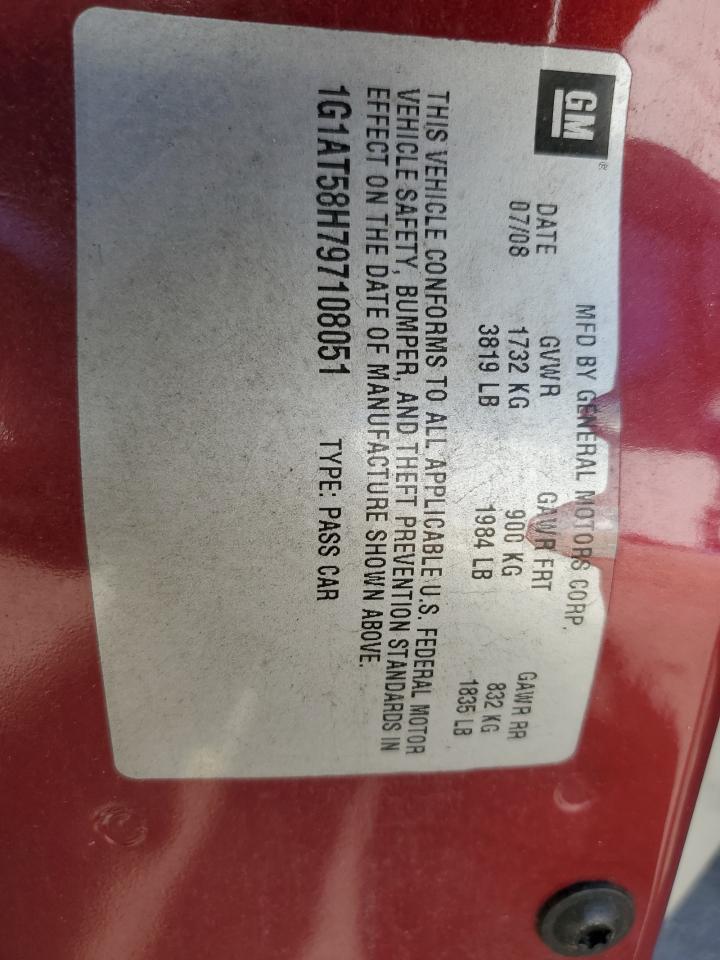 GM
MFD BY GENERAL MOTORS CORP.
DATE GVWR GAWR FRT GAWR RR
07/08 1732 KG 900 KG 832 KG
3819 LB 1984 LB 1835 LB
THIS VEHICLE CONFORMS TO ALL APPLICABLE U.S. FEDERAL MOTOR
VEHICLE SAFETY, BUMPER, AND THEFT PREVENTION STANDARDS IN
EFFECT ON THE DATE OF MANUFACTURE SHOWN ABOVE.
1G1AT58H797108051 TYPE: PASS CAR